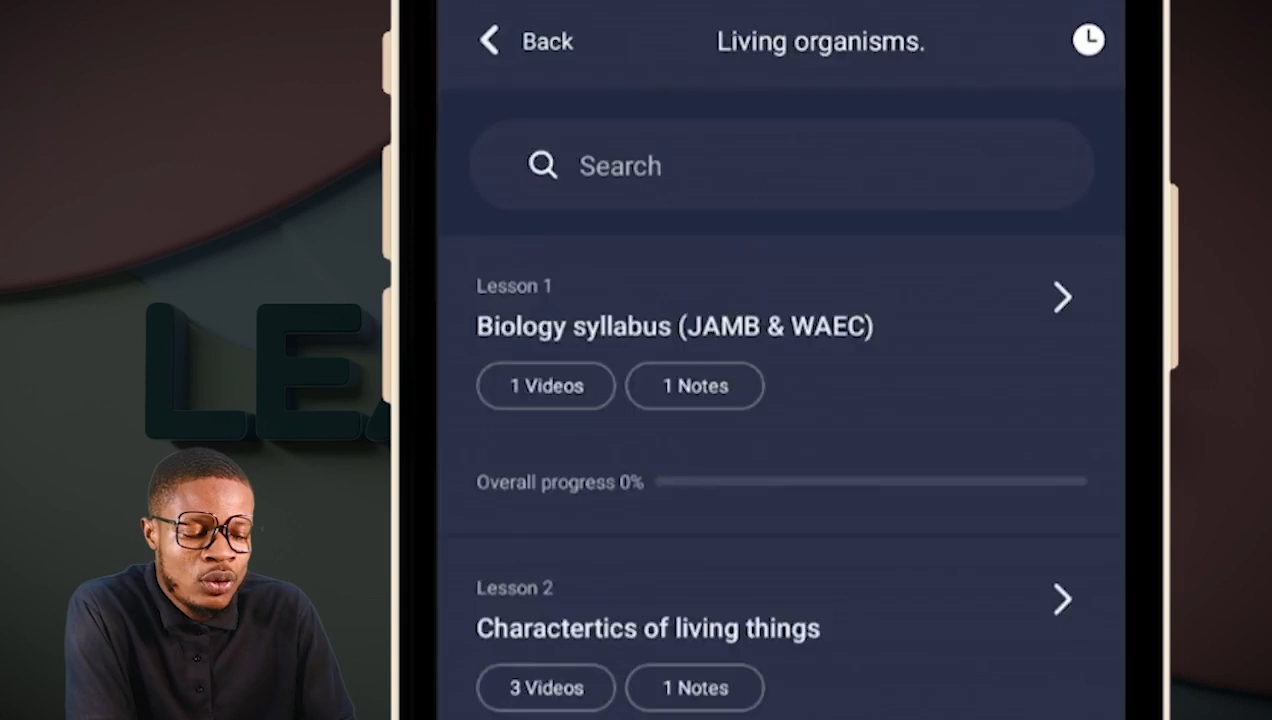 Back
Living organisms.
Search
Lesson 1
Biology syllabus (JAMB & WAEC)
1 Videos
1 Notes
Overall progress 0%
Lesson 2
Charactertics of living things
3 Videos
1 Notes